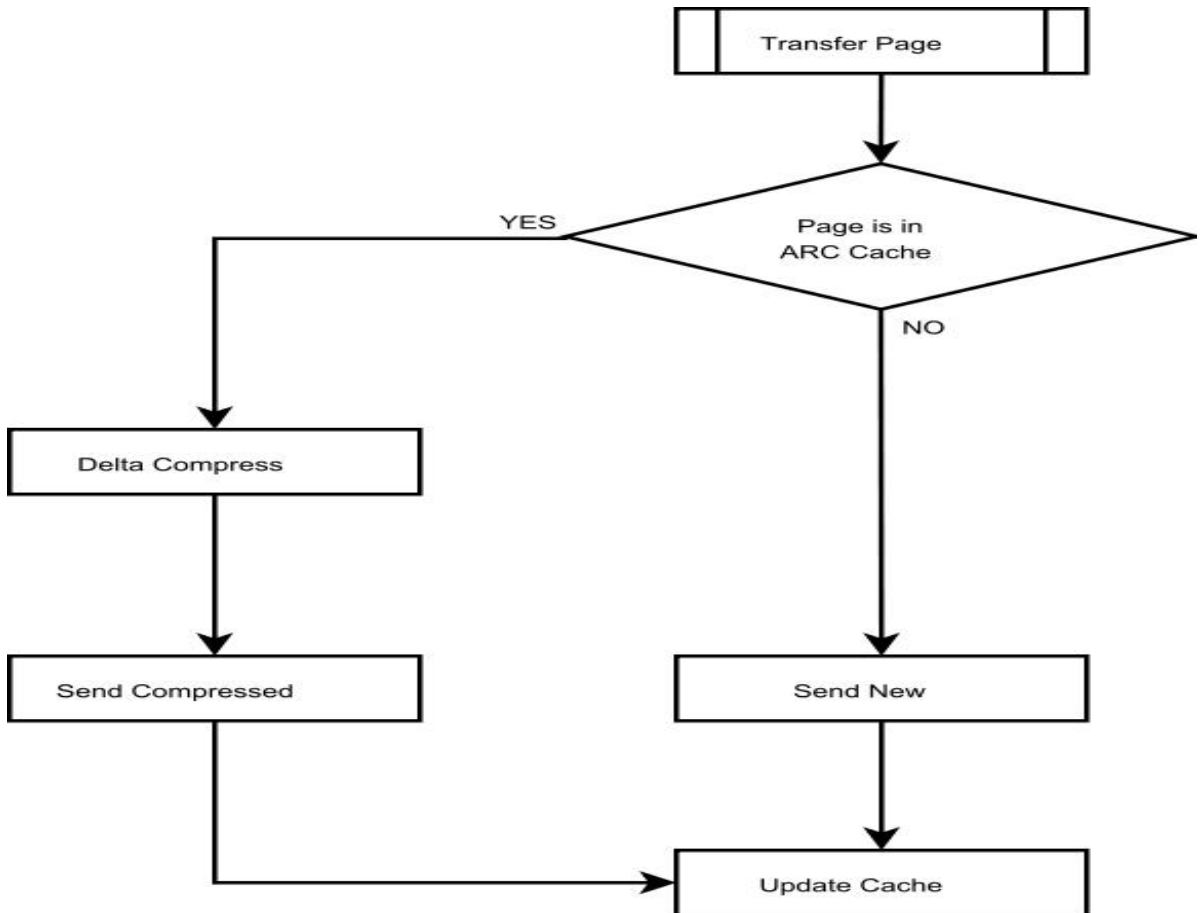 Transfer Page
Page is in
ARC Cache
YES
NO
Delta Compress
Send Compressed
Send New
Update Cache